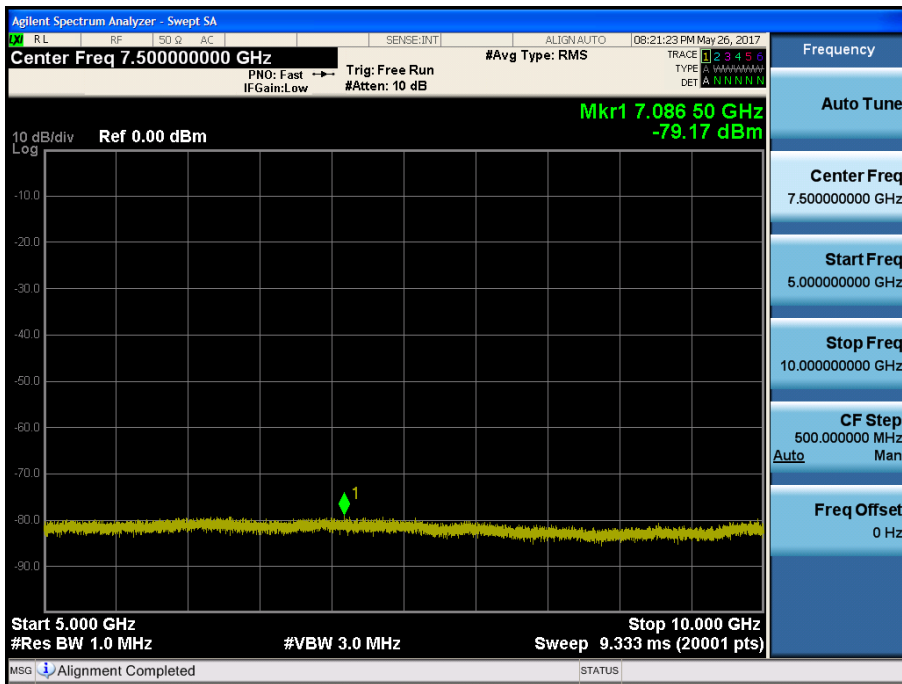 Agilent Spectrum Analyzer - Swept SA
LXI RL RF 50 Ω AC SENSE:INT ALIGN AUTO 08:21:23 PM May 26, 2017
Center Freq 7.500000000 GHz #Avg Type: RMS TRACE 1 2 3 4 5 6
PNO: Fast Trig: Free Run TYPE A WWWWW
IFGain:Low #Atten: 10 dB DET A N N N N N
Mkr1 7.086 50 GHz
10 dB/div Ref 0.00 dBm -79.17 dBm
Log
-10.0
-20.0
-30.0
-40.0
-50.0
-60.0
-70.0
1
-80.0
-90.0
Start 5.000 GHz Stop 10.000 GHz
#Res BW 1.0 MHz #VBW 3.0 MHz Sweep 9.333 ms (20001 pts)
MSG Alignment Completed STATUS
Frequency
Auto Tune
Center Freq
7.500000000 GHz
Start Freq
5.000000000 GHz
Stop Freq
10.000000000 GHz
CF Step
500.000000 MHz
Auto Man
Freq Offset
0 Hz